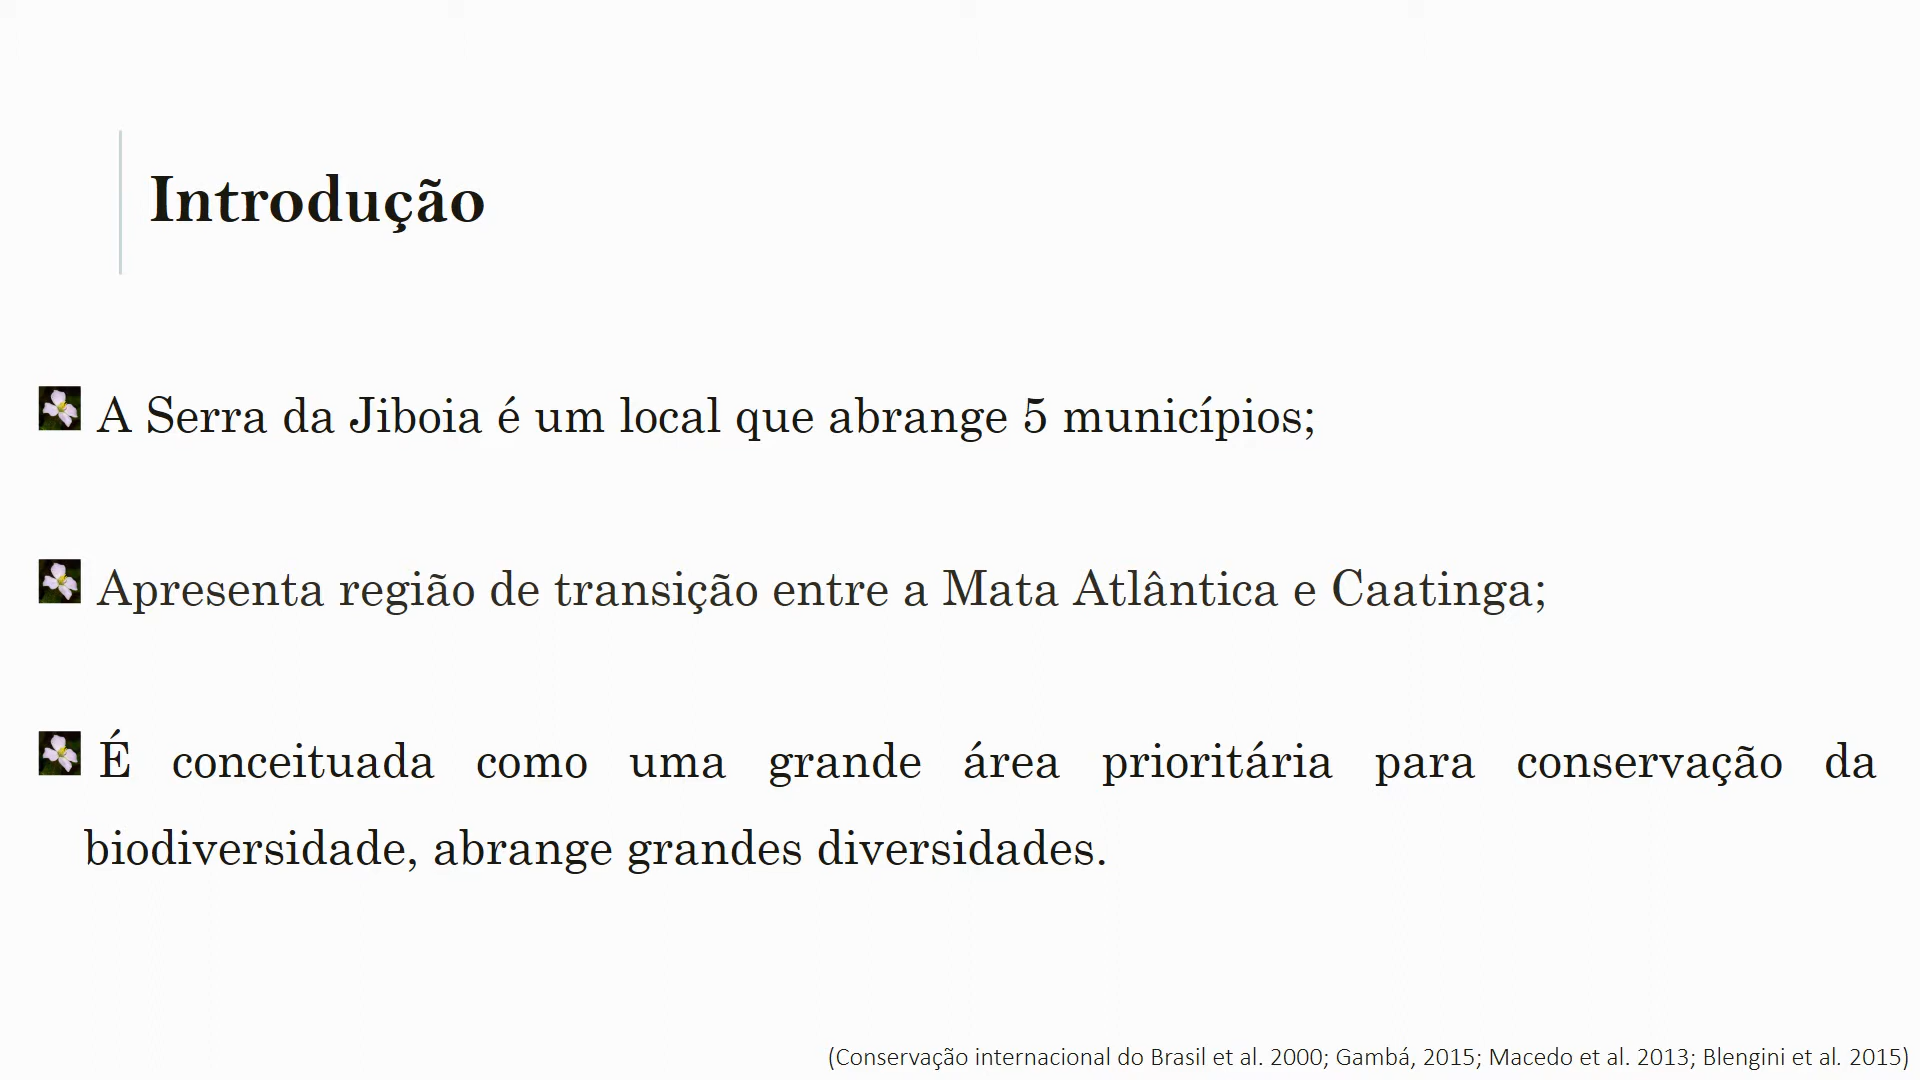 Introdução
A Serra da Jiboia é um local que abrange 5 municípios;
Apresenta região de transição entre a Mata Atlântica e Caatinga;
É conceituada como uma grande área prioritária para conservação da
biodiversidade, abrange grandes diversidades.
(Conservação internacional do Brasil et al. 2000; Gambá, 2015; Macedo et al. 2013; Blengini et al. 2015)